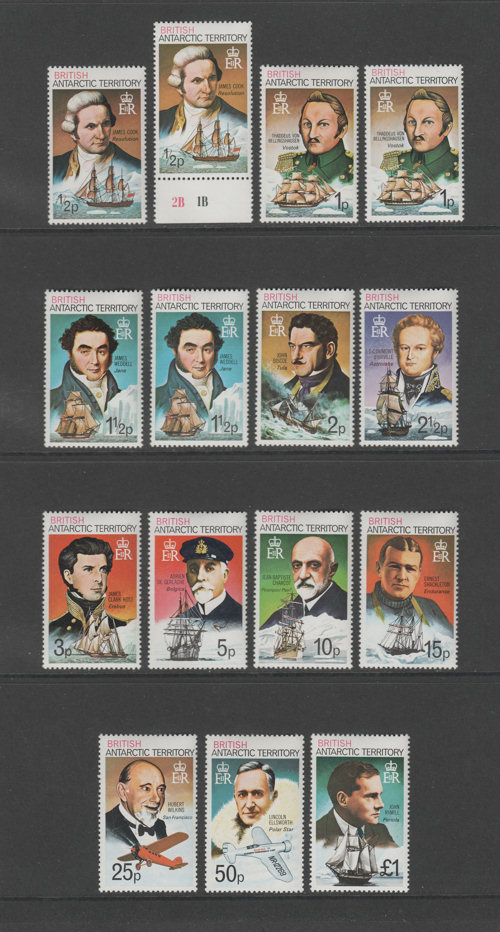 BRITISH
ANTARCTIC TERRITORY
E R
JAMES COOK
Resolution
½p
BRITISH
ANTARCTIC TERRITORY
E R
JAMES COOK
Resolution
½p
2B 1B
BRITISH
ANTARCTIC TERRITORY
E R
THADDEUS VON
BELLINGSHAUSEN
Vostok
1p
BRITISH
ANTARCTIC TERRITORY
E R
THADDEUS VON
BELLINGSHAUSEN
Vostok
1p
BRITISH
ANTARCTIC TERRITORY
E R
JAMES
WEDDELL
Jane
1½p
BRITISH
ANTARCTIC TERRITORY
E R
JAMES
WEDDELL
Jane
1½p
BRITISH
ANTARCTIC TERRITORY
E R
JOHN
BISCOE
Tula
2p
BRITISH
ANTARCTIC TERRITORY
E R
J·S·C·DUMONT
D'URVILLE
Astrolabe
2½p
BRITISH
ANTARCTIC TERRITORY
E R
JAMES
CLARK ROSS
Erebus
3p
BRITISH
ANTARCTIC TERRITORY
E R
ADRIEN
DE GERLACHE
Belgica
5p
BRITISH
ANTARCTIC TERRITORY
E R
JEAN-BAPTISTE
CHARCOT
Pourquoi Pas?
10p
BRITISH
ANTARCTIC TERRITORY
E R
ERNEST
SHACKLETON
Endurance
15p
BRITISH
ANTARCTIC TERRITORY
E R
HUBERT
WILKINS
San Francisco
25p
BRITISH
ANTARCTIC TERRITORY
E R
LINCOLN
ELLSWORTH
Polar Star
50p
BRITISH
ANTARCTIC TERRITORY
E R
JOHN
RYMILL
Penola
£1